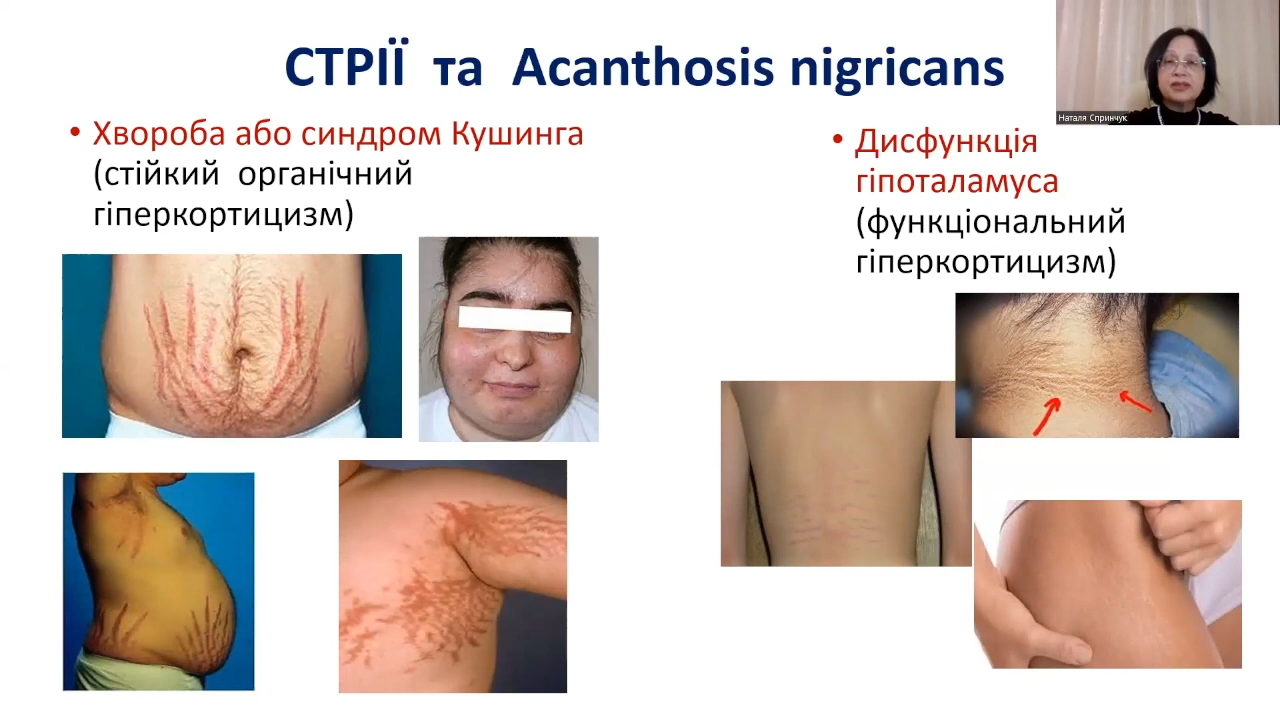 СТРІЇ та Acanthosis nigricans
• Хвороба або синдром Кушинга
(стійкий органічний
гіперкортицизм)
• Дисфункція
гіпоталамуса
(функціональний
гіперкортицизм)
Наталя Спринчук